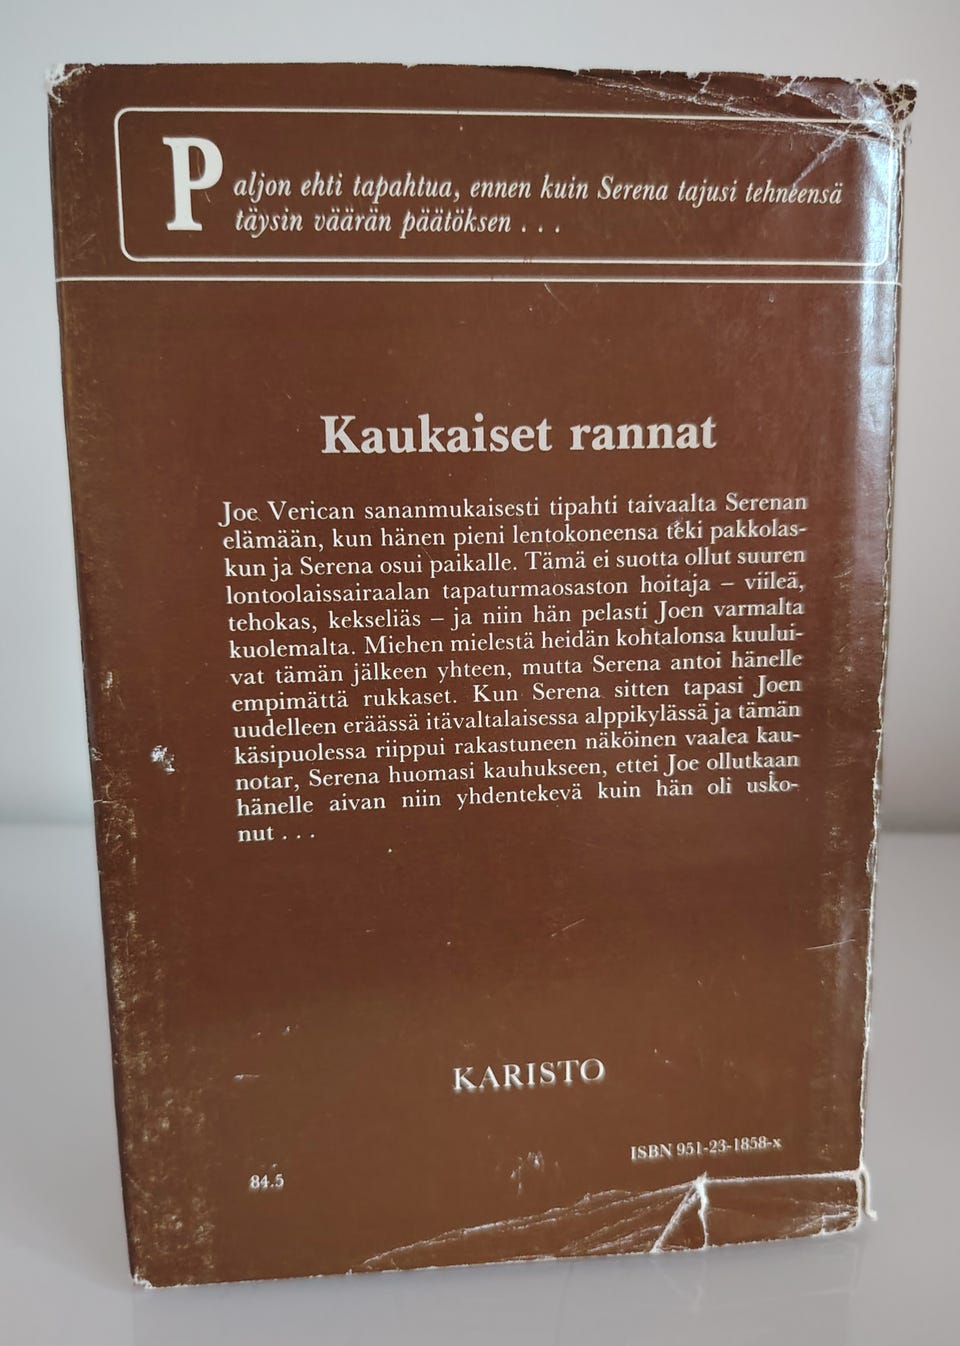 Paljon ehti tapahtua, ennen kuin Serena tajusi tehneensä
täysin väärän päätöksen . . .
Kaukaiset rannat
Joe Verican sananmukaisesti tipahti taivaalta Serenan
elämään, kun hänen pieni lentokoneensa teki pakkolas-
kun ja Serena osui paikalle. Tämä ei suotta ollut suuren
lontoolaissairaalan tapaturmaosaston hoitaja – viileä,
tehokas, kekseliäs – ja niin hän pelasti Joen varmalta
kuolemalta. Miehen mielestä heidän kohtalonsa kuului-
vat tämän jälkeen yhteen, mutta Serena antoi hänelle
empimättä rukkaset. Kun Serena sitten tapasi Joen
uudelleen eräässä itävaltalaisessa alppikylässä ja tämän
käsipuolessa riippui rakastuneen näköinen vaalea kau-
notar, Serena huomasi kauhukseen, ettei Joe ollutkaan
hänelle aivan niin yhdentekevä kuin hän oli usko-
nut . . .
KARISTO
ISBN 951-23-1858-x
84.5